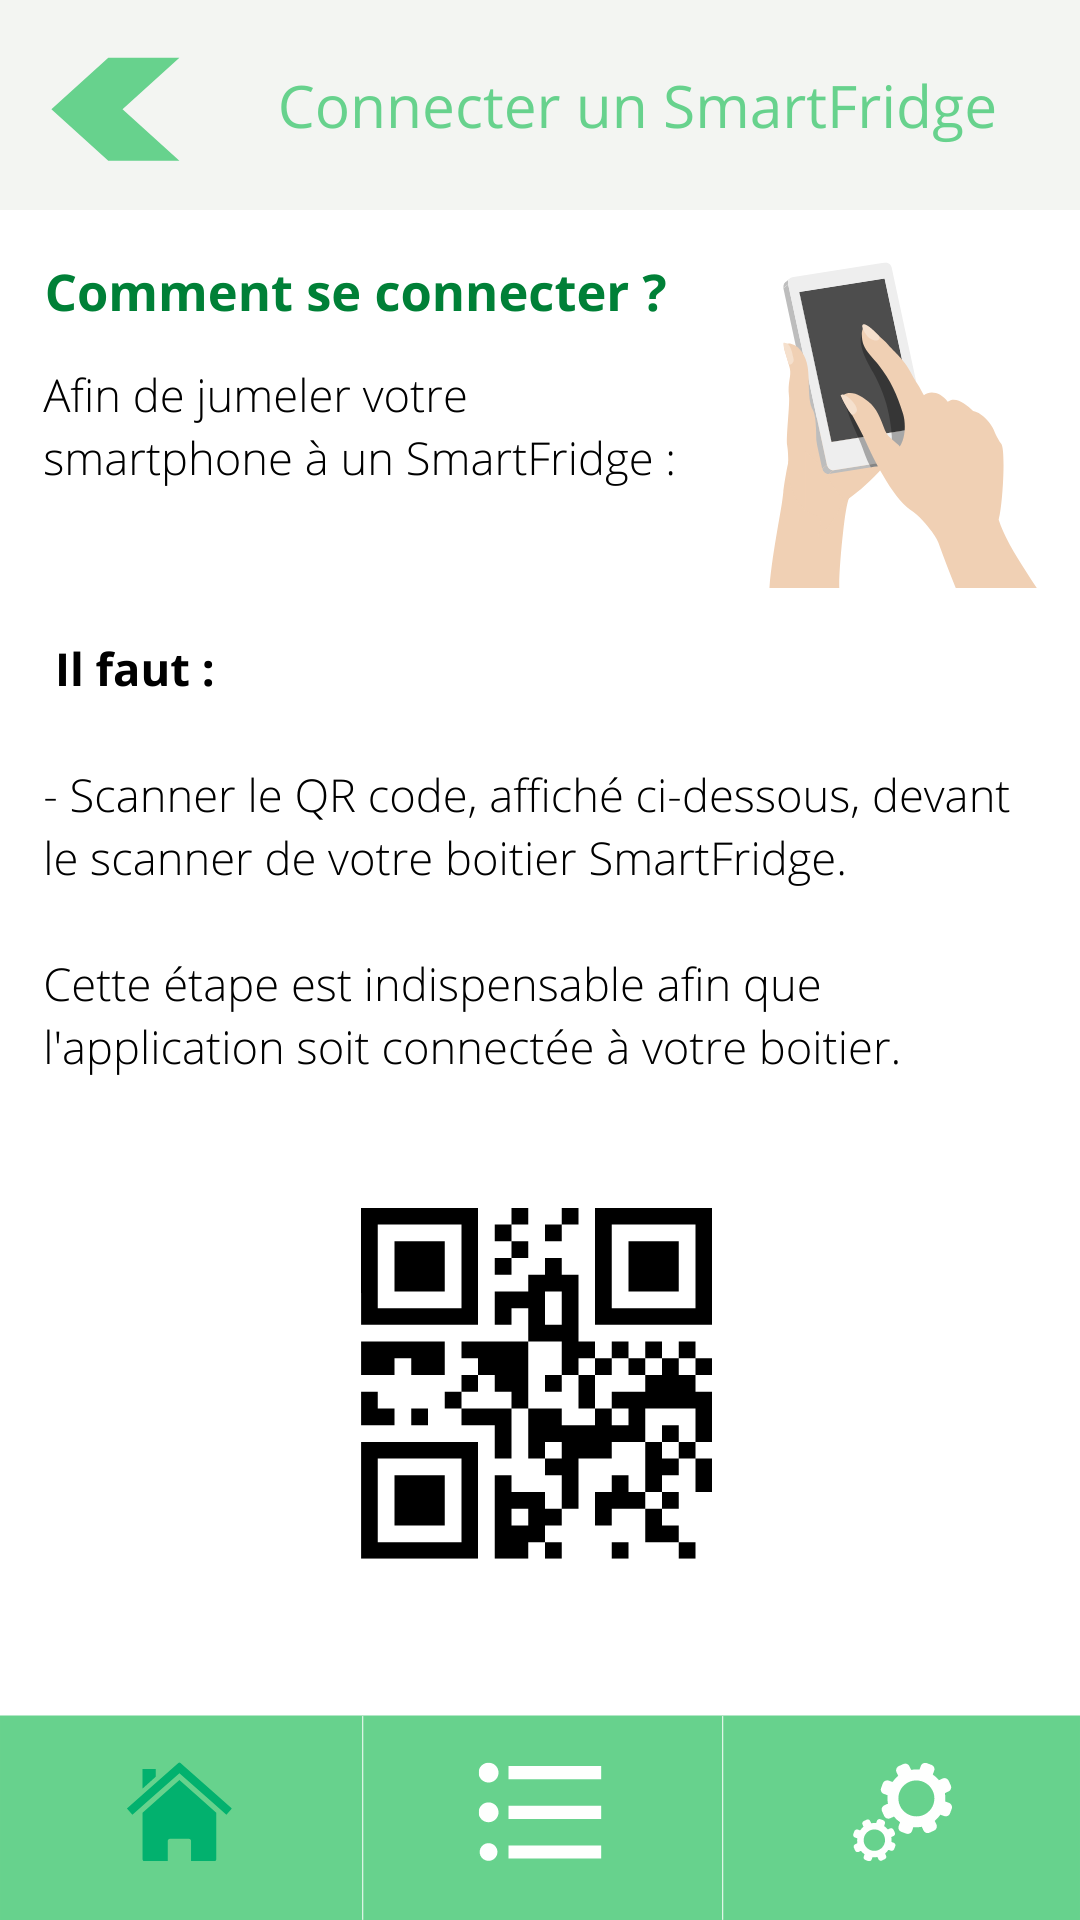 Connecter un SmartFridge
Comment se connecter ?
Afin de jumeler votre
smartphone à un SmartFridge :
Il faut :
- Scanner le QR code, affiché ci-dessous, devant
le scanner de votre boitier SmartFridge.
Cette étape est indispensable afin que
l'application soit connectée à votre boitier.